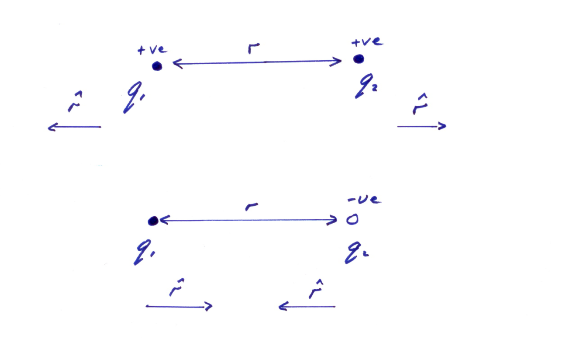 +ve r +ve
q₁ q₂
r̂ r̂
r -ve
q₁ q₂
r̂ r̂